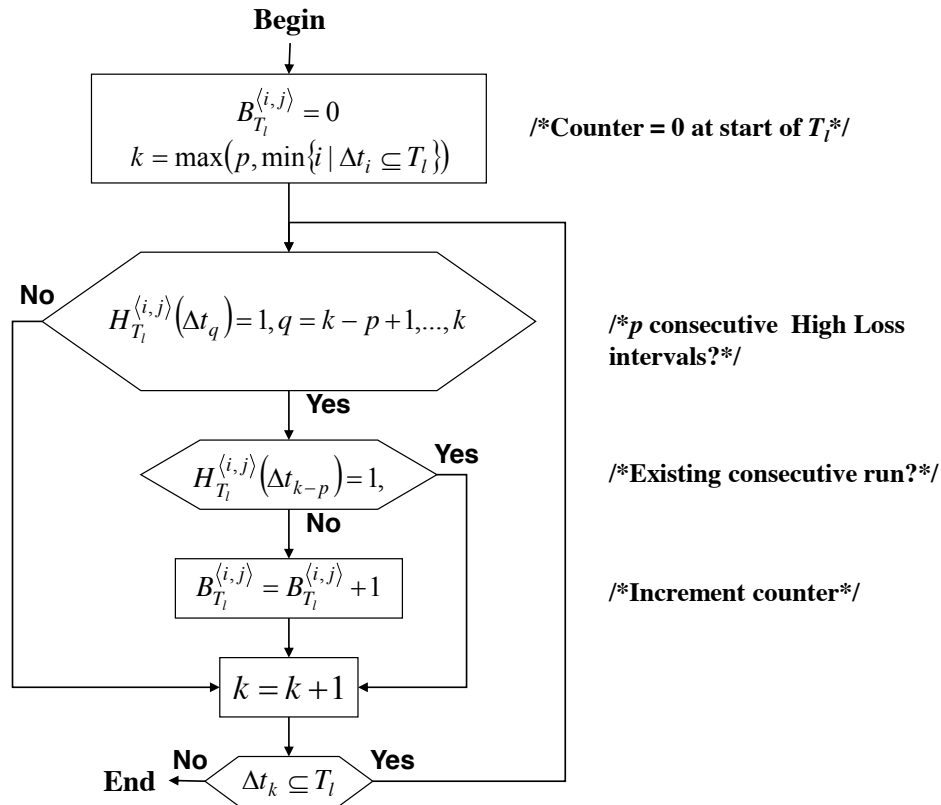 Begin
B_{T_l}^{⟨i,j⟩} = 0
k = max(p, min{i | Δt_i ⊆ T_l})
/*Counter = 0 at start of T_l*/
No
H_{T_l}^{⟨i,j⟩}(Δt_q) = 1, q = k − p + 1,..., k
/*p consecutive High Loss
intervals?*/
Yes
H_{T_l}^{⟨i,j⟩}(Δt_{k−p}) = 1,
Yes
/*Existing consecutive run?*/
No
B_{T_l}^{⟨i,j⟩} = B_{T_l}^{⟨i,j⟩} + 1
/*Increment counter*/
k = k + 1
No
Yes
End
Δt_k ⊆ T_l